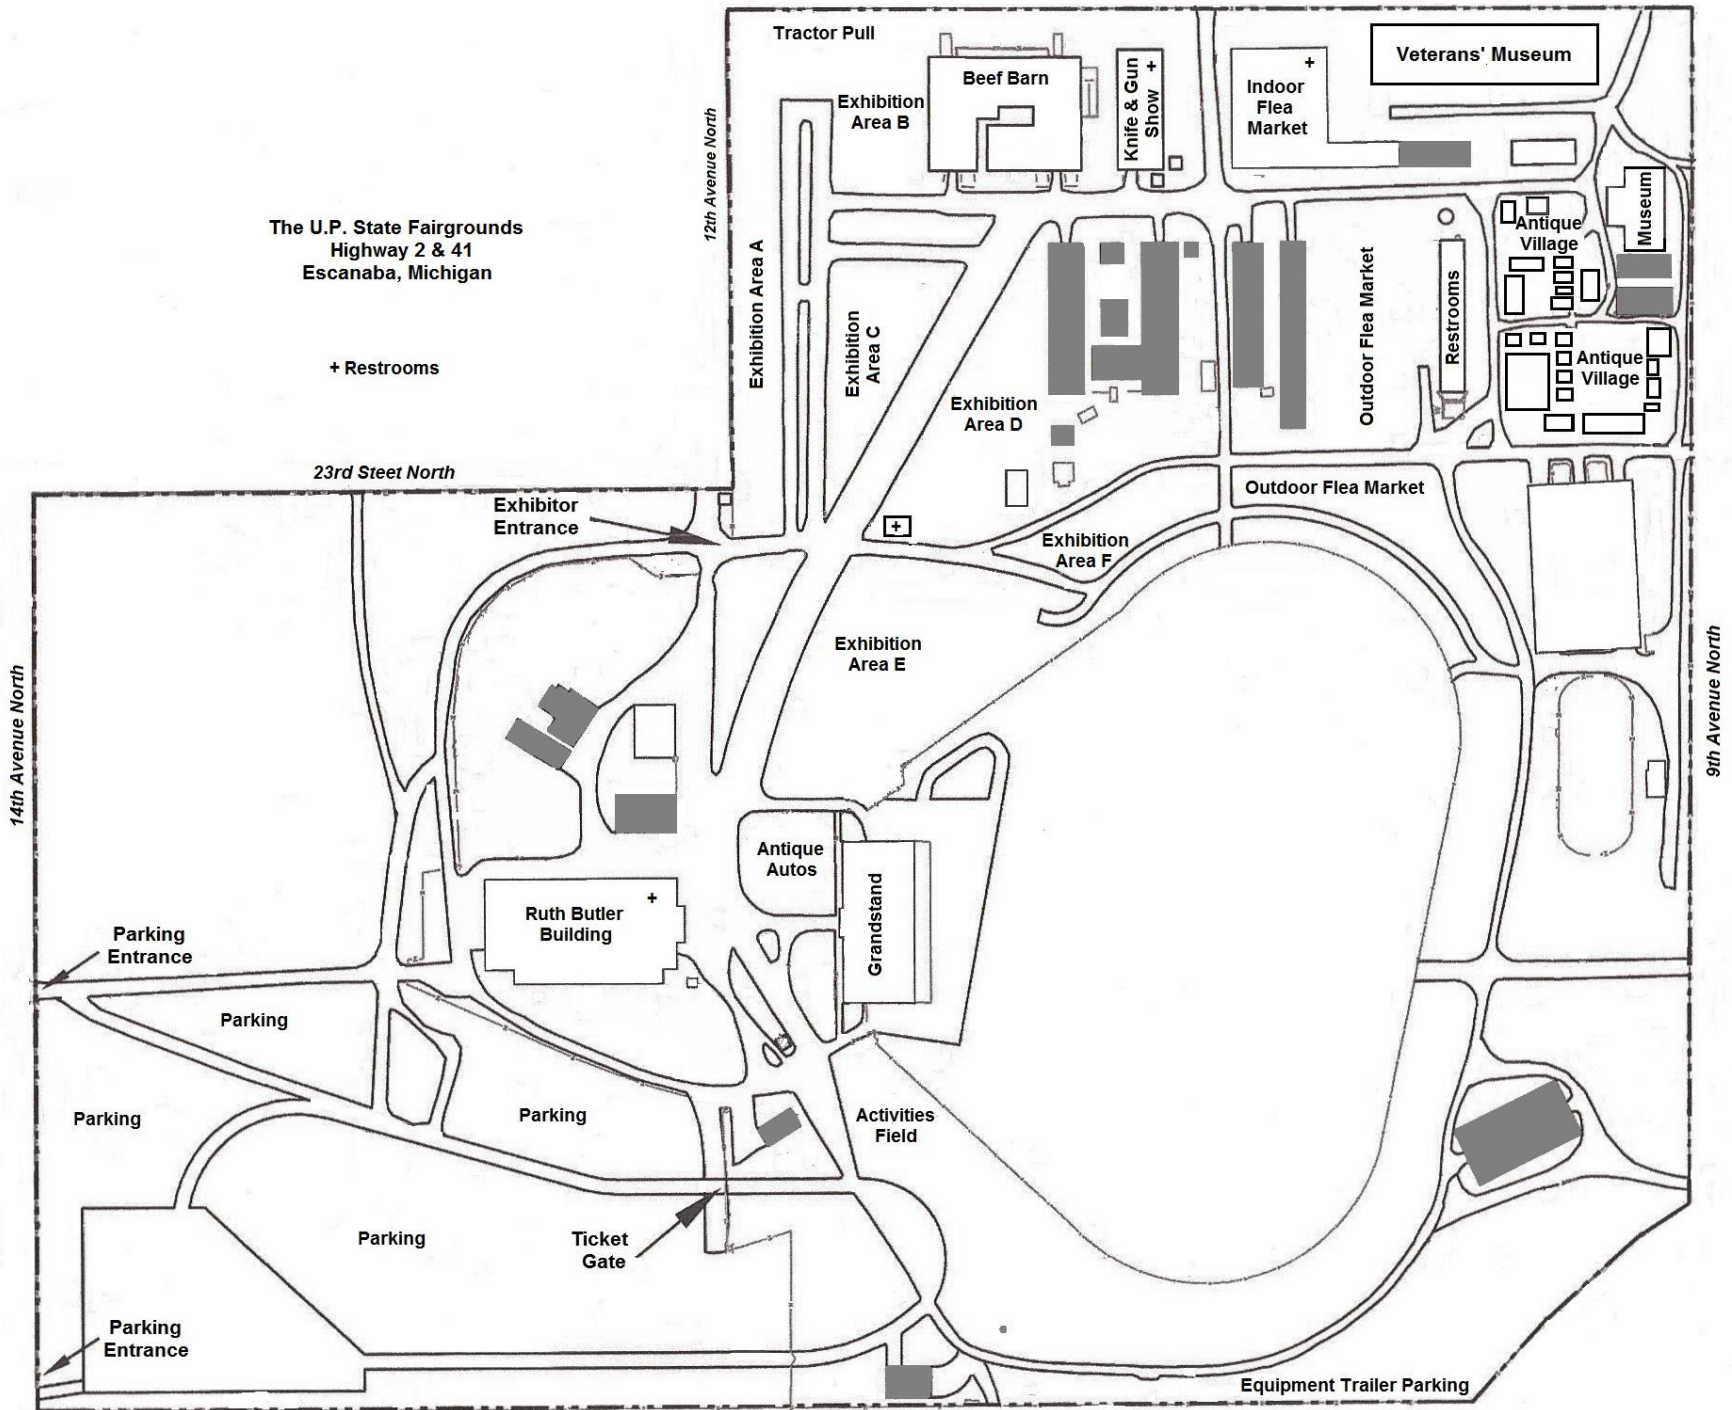 Tractor Pull
Beef Barn
Knife & Gun
Show
+
+
Indoor
Flea
Market
Veterans' Museum
Exhibition
Area B
12th Avenue North
The U.P. State Fairgrounds
Highway 2 & 41
Escanaba, Michigan
+ Restrooms
Exhibition Area A
Exhibition
Area C
Exhibition
Area D
Outdoor Flea Market
Restrooms
Antique
Village
Museum
Antique
Village
23rd Steet North
Exhibitor
Entrance
+
Outdoor Flea Market
Exhibition
Area F
Exhibition
Area E
14th Avenue North
9th Avenue North
Antique
Autos
Grandstand
Ruth Butler
Building
+
Parking
Entrance
Parking
Parking
Parking
Activities
Field
Parking
Ticket
Gate
Parking
Entrance
Equipment Trailer Parking